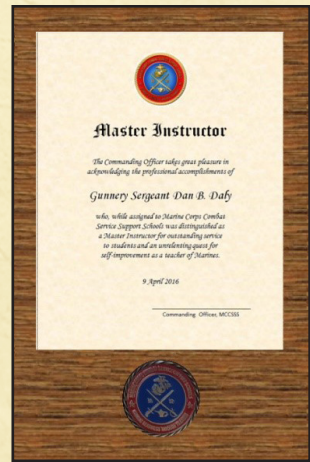 Master Instructor
The Commanding Officer takes great pleasure in
acknowledging the professional accomplishments of
Gunnery Sergeant Dan B. Daly
who, while assigned to Marine Corps Combat
Service Support Schools was distinguished as
a Master Instructor for outstanding service
to students and an unrelenting quest for
self-improvement as a teacher of Marines.
9 April 2016
Commanding Officer, MCCSSS